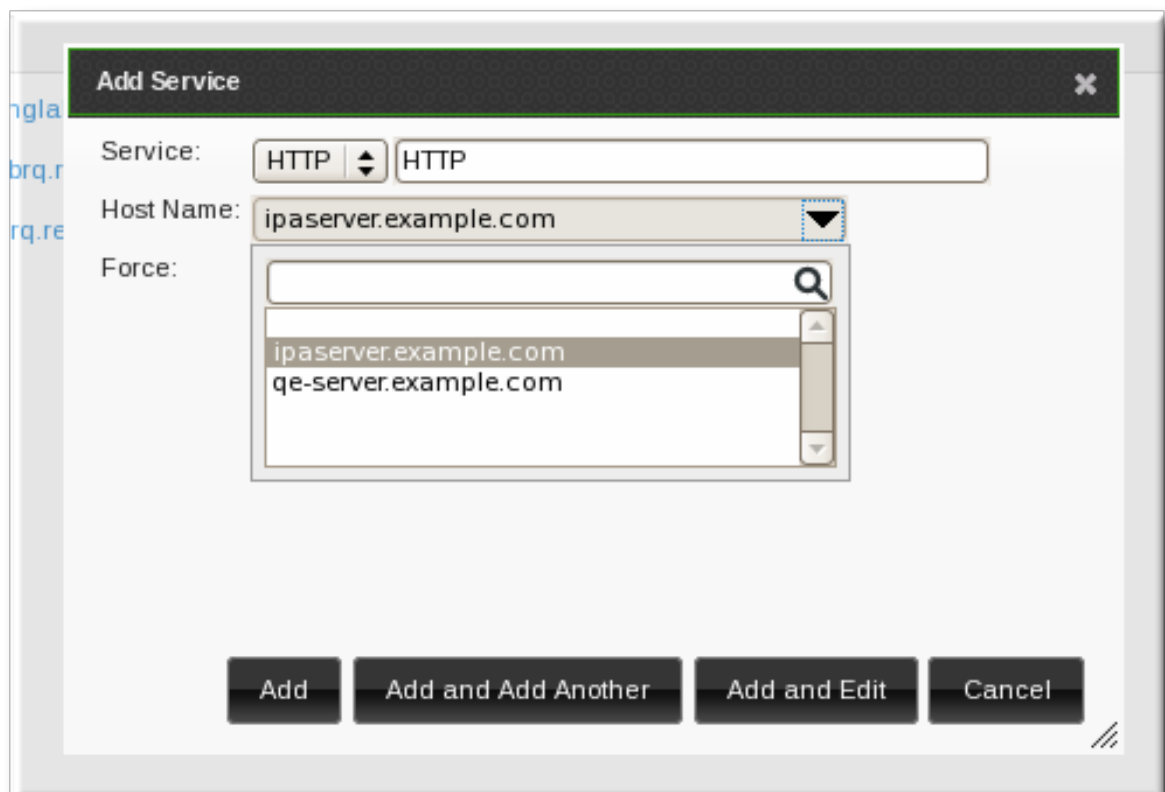 Add Service
Service: HTTP HTTP
Host Name: ipaserver.example.com
Force:
ipaserver.example.com
qe-server.example.com
Add Add and Add Another Add and Edit Cancel